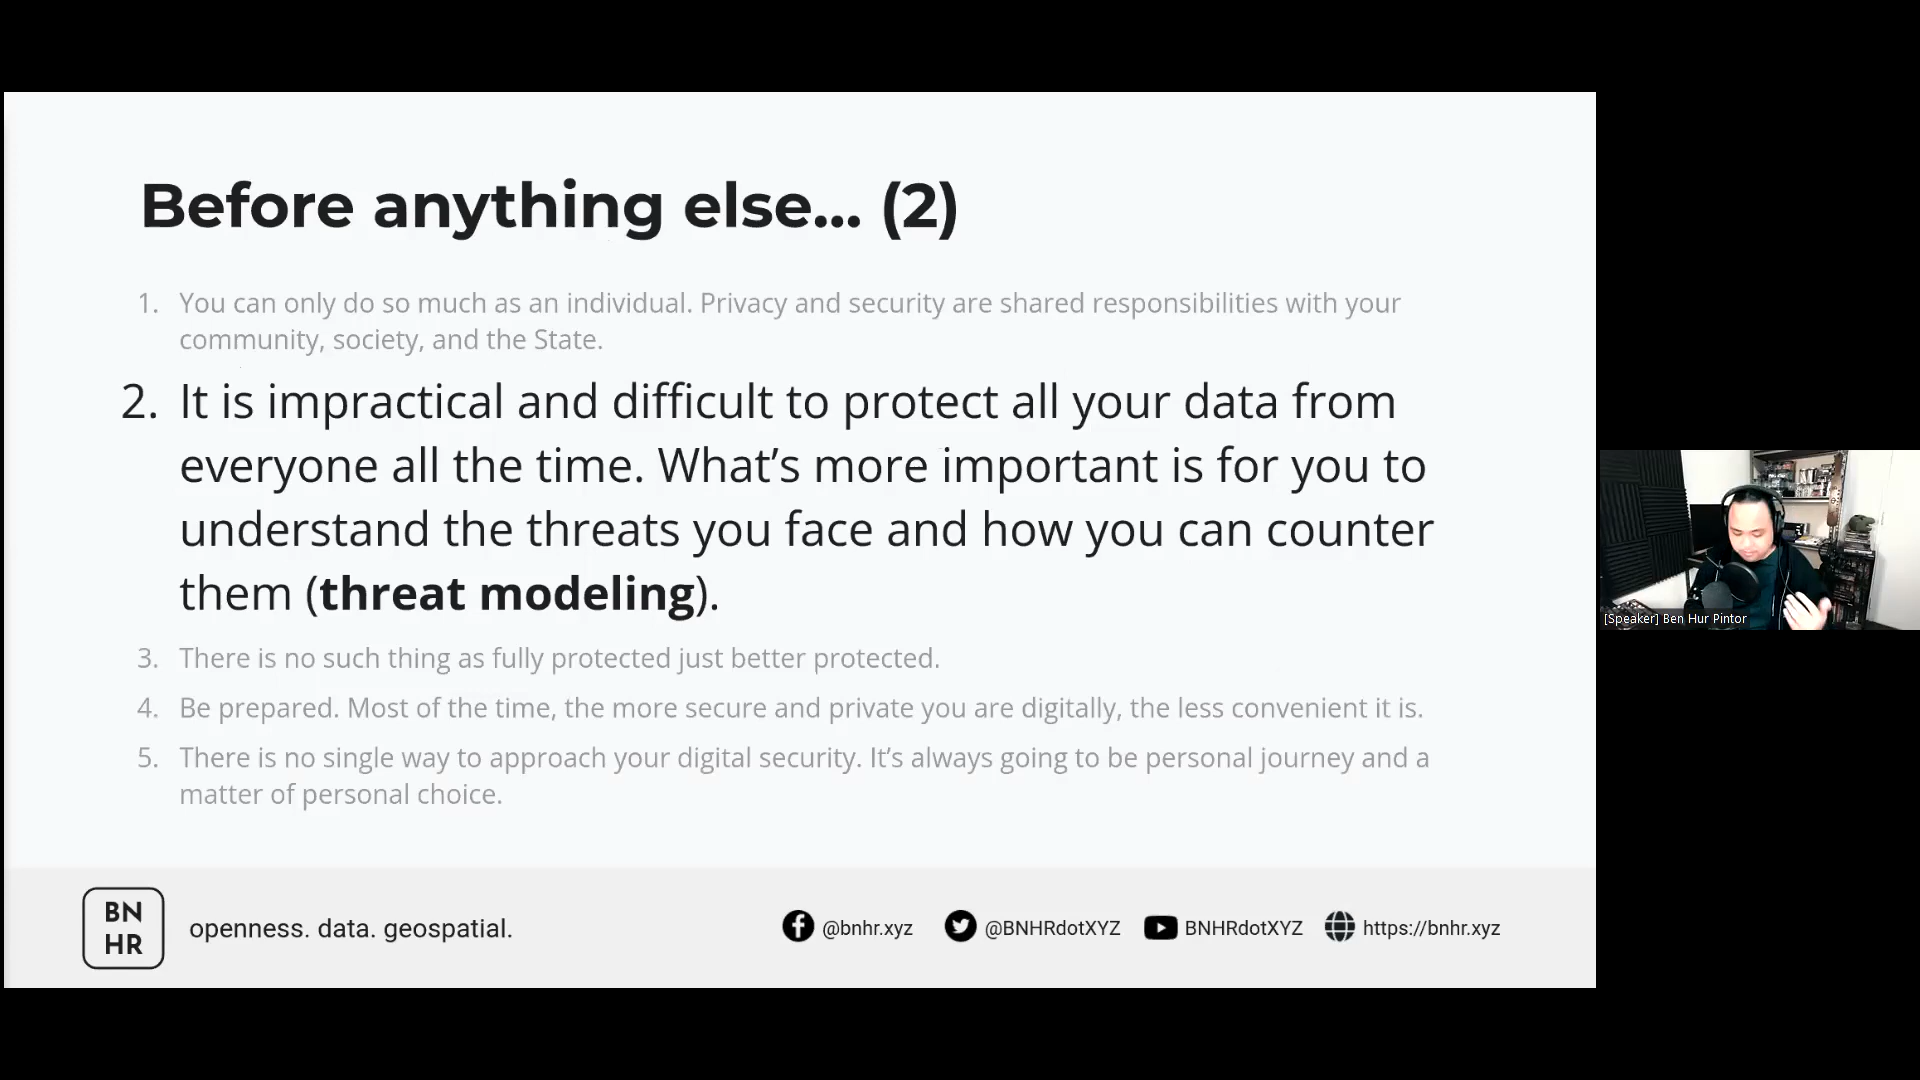 Before anything else... (2)
1. You can only do so much as an individual. Privacy and security are shared responsibilities with your
community, society, and the State.
2. It is impractical and difficult to protect all your data from
everyone all the time. What’s more important is for you to
understand the threats you face and how you can counter
them (threat modeling).
3. There is no such thing as fully protected just better protected.
4. Be prepared. Most of the time, the more secure and private you are digitally, the less convenient it is.
5. There is no single way to approach your digital security. It’s always going to be personal journey and a
matter of personal choice.
[Speaker] Ben Hur Pintor
BN
HR
openness. data. geospatial.
@bnhr.xyz
@BNHRdotXYZ
BNHRdotXYZ
https://bnhr.xyz